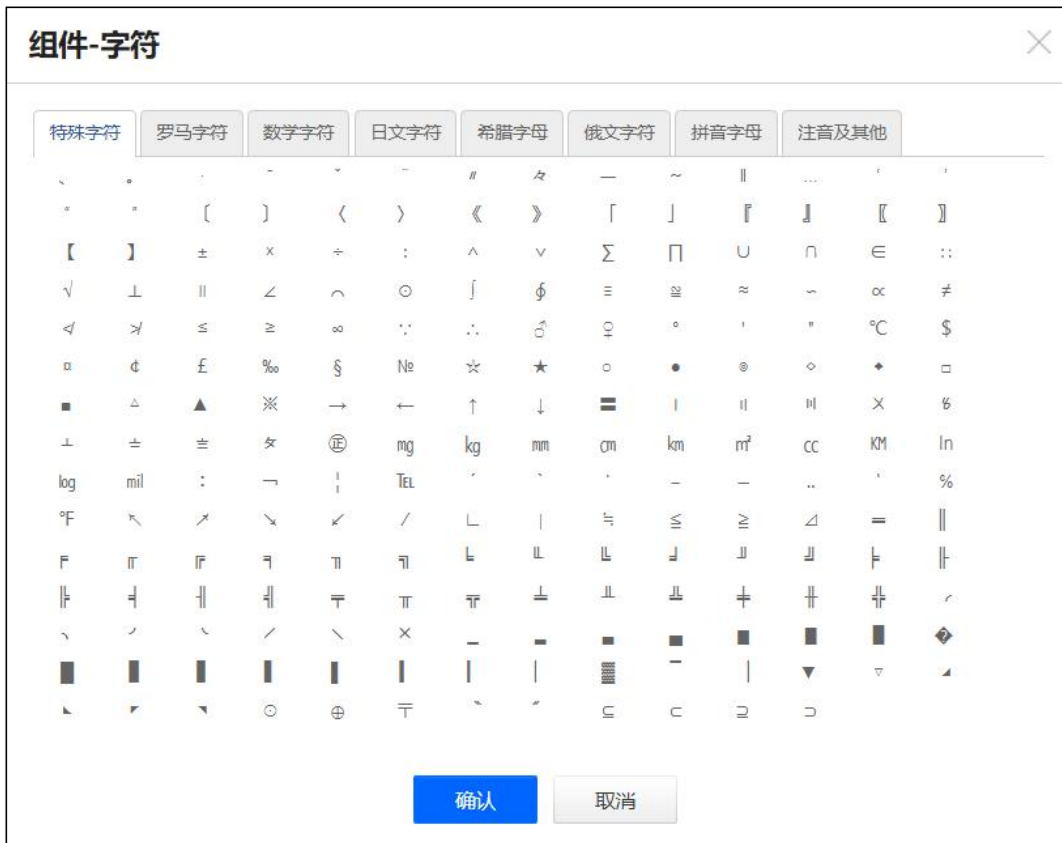 组件-字符
特殊字符 罗马字符 数学字符 日文字符 希腊字母 俄文字符 拼音字母 注音及其他
、 。 · ˉ ˇ ¨ 〃 々 — ~ ‖ … ‘ ’
“ ” 〔 〕 〈 〉 《 》 「 」 『 』 〖 〗
【 】 ± × ÷ ∶ ∧ ∨ ∑ ∏ ∪ ∩ ∈ ∷
√ ⊥ ∥ ∠ ⌒ ⊙ ∫ ∮ ≡ ≌ ≈ ∽ ∝ ≠
≮ ≯ ≤ ≥ ∞ ∵ ∴ ♂ ♀ ° ′ ″ ℃ $
¤ ¢ £ ‰ § № ☆ ★ ○ ● ◎ ◇ ◆ □
■ △ ▲ ※ → ← ↑ ↓ 〓 〡 〢 〣 〤 〥
〦 〧 〨 〩 ㊣ ㎎ ㎏ ㎜ ㎝ ㎞ ㎡ ㏄ ㏎ ㏑
㏒ ㏕ ︰ ¬ ¦ ℡ ˊ ˋ ˙ – ― ‥ ‵ ℅
℉ ↖ ↗ ↘ ↙ ∕ ∟ ∣ ≒ ≦ ≧ ⊿ ═ ║
╒ ╓ ╔ ╕ ╖ ╗ ╘ ╙ ╚ ╛ ╜ ╝ ╞ ╟
╠ ╡ ╢ ╣ ╤ ╥ ╦ ╧ ╨ ╩ ╪ ╫ ╬ ╭
╮ ╯ ╰ ╱ ╲ ╳ ▁ ▂ ▃ ▄ ▅ ▆ ▇ �
█ ▉ ▊ ▋ ▌ ▍ ▎ ▏ ▓ ▔ ▕ ▼ ▽ ◢
◣ ◤ ◥ ☉ ⊕ 〒 〝 〞 ⊆ ⊂ ⊇ ⊃
确认 取消